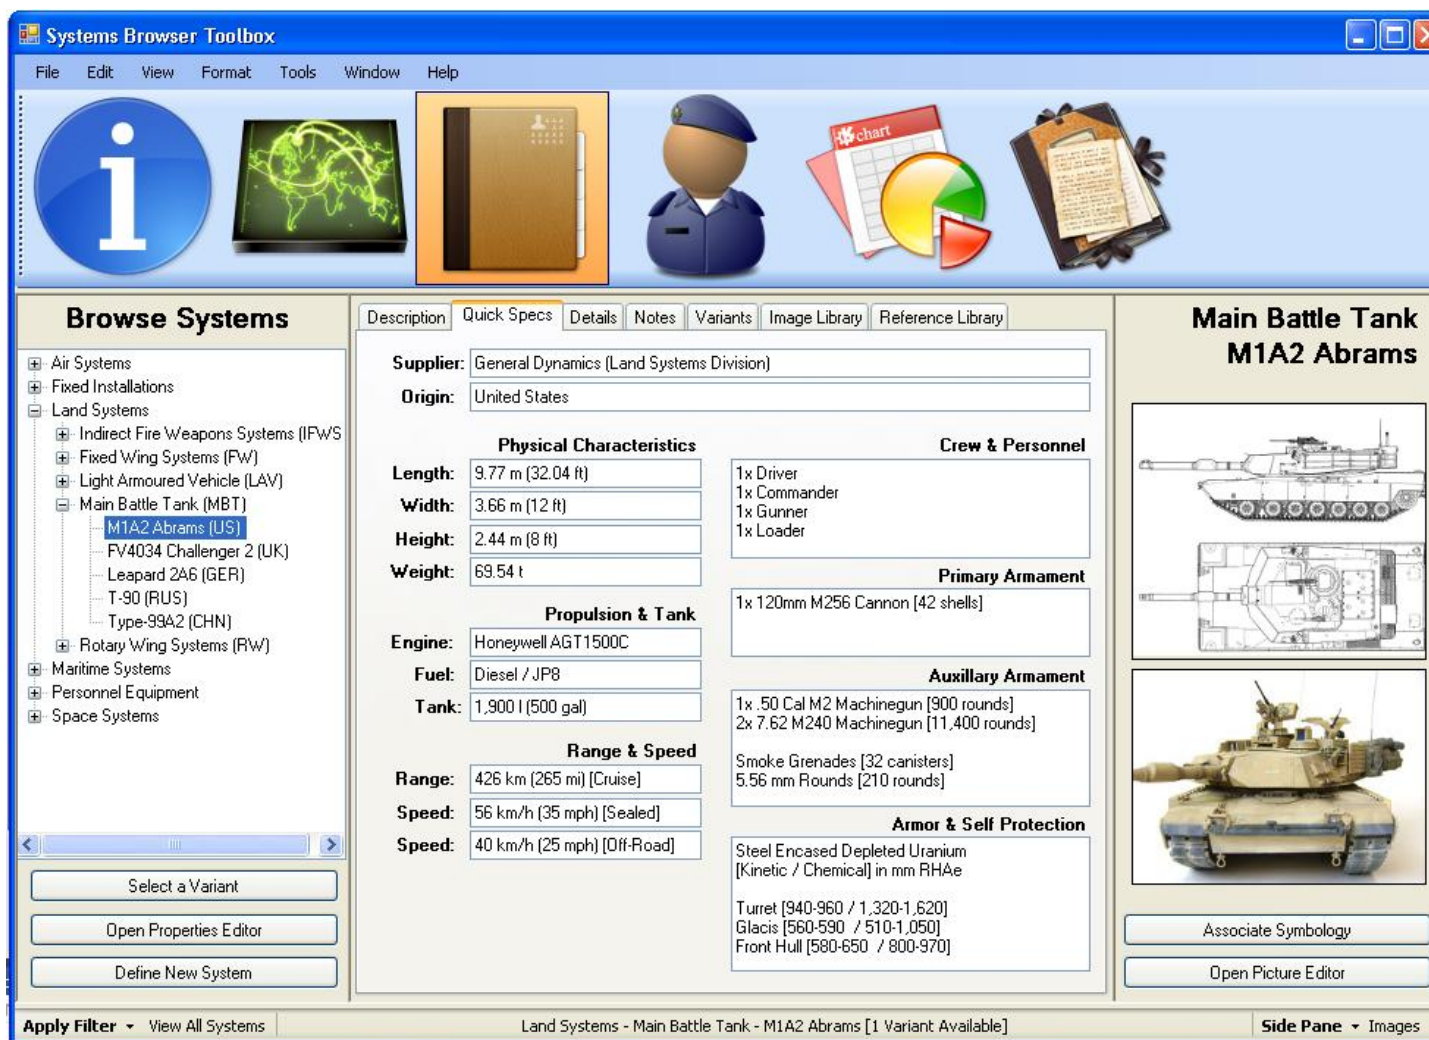 Systems Browser Toolbox
File Edit View Format Tools Window Help
chart
Browse Systems
Air Systems
Fixed Installations
Land Systems
Indirect Fire Weapons Systems (IFWS
Fixed Wing Systems (FW)
Light Armoured Vehicle (LAV)
Main Battle Tank (MBT)
M1A2 Abrams (US)
FV4034 Challenger 2 (UK)
Leapard 2A6 (GER)
T-90 (RUS)
Type-99A2 (CHN)
Rotary Wing Systems (RW)
Maritime Systems
Personnel Equipment
Space Systems
Select a Variant
Open Properties Editor
Define New System
Description Quick Specs Details Notes Variants Image Library Reference Library
Supplier: General Dynamics (Land Systems Division)
Origin: United States
Physical Characteristics
Length: 9.77 m (32.04 ft)
Width: 3.66 m (12 ft)
Height: 2.44 m (8 ft)
Weight: 69.54 t
Propulsion & Tank
Engine: Honeywell AGT1500C
Fuel: Diesel / JP8
Tank: 1,900 l (500 gal)
Range & Speed
Range: 426 km (265 mi) [Cruise]
Speed: 56 km/h (35 mph) [Sealed]
Speed: 40 km/h (25 mph) [Off-Road]
Crew & Personnel
1x Driver
1x Commander
1x Gunner
1x Loader
Primary Armament
1x 120mm M256 Cannon [42 shells]
Auxillary Armament
1x .50 Cal M2 Machinegun [900 rounds]
2x 7.62 M240 Machinegun [11,400 rounds]
Smoke Grenades [32 canisters]
5.56 mm Rounds [210 rounds]
Armor & Self Protection
Steel Encased Depleted Uranium
[Kinetic / Chemical] in mm RHAe
Turret [940-960 / 1,320-1,620]
Glacis [560-590 / 510-1,050]
Front Hull [580-650 / 800-970]
Main Battle Tank
M1A2 Abrams
Associate Symbology
Open Picture Editor
Apply Filter View All Systems
Land Systems - Main Battle Tank - M1A2 Abrams [1 Variant Available]
Side Pane Images